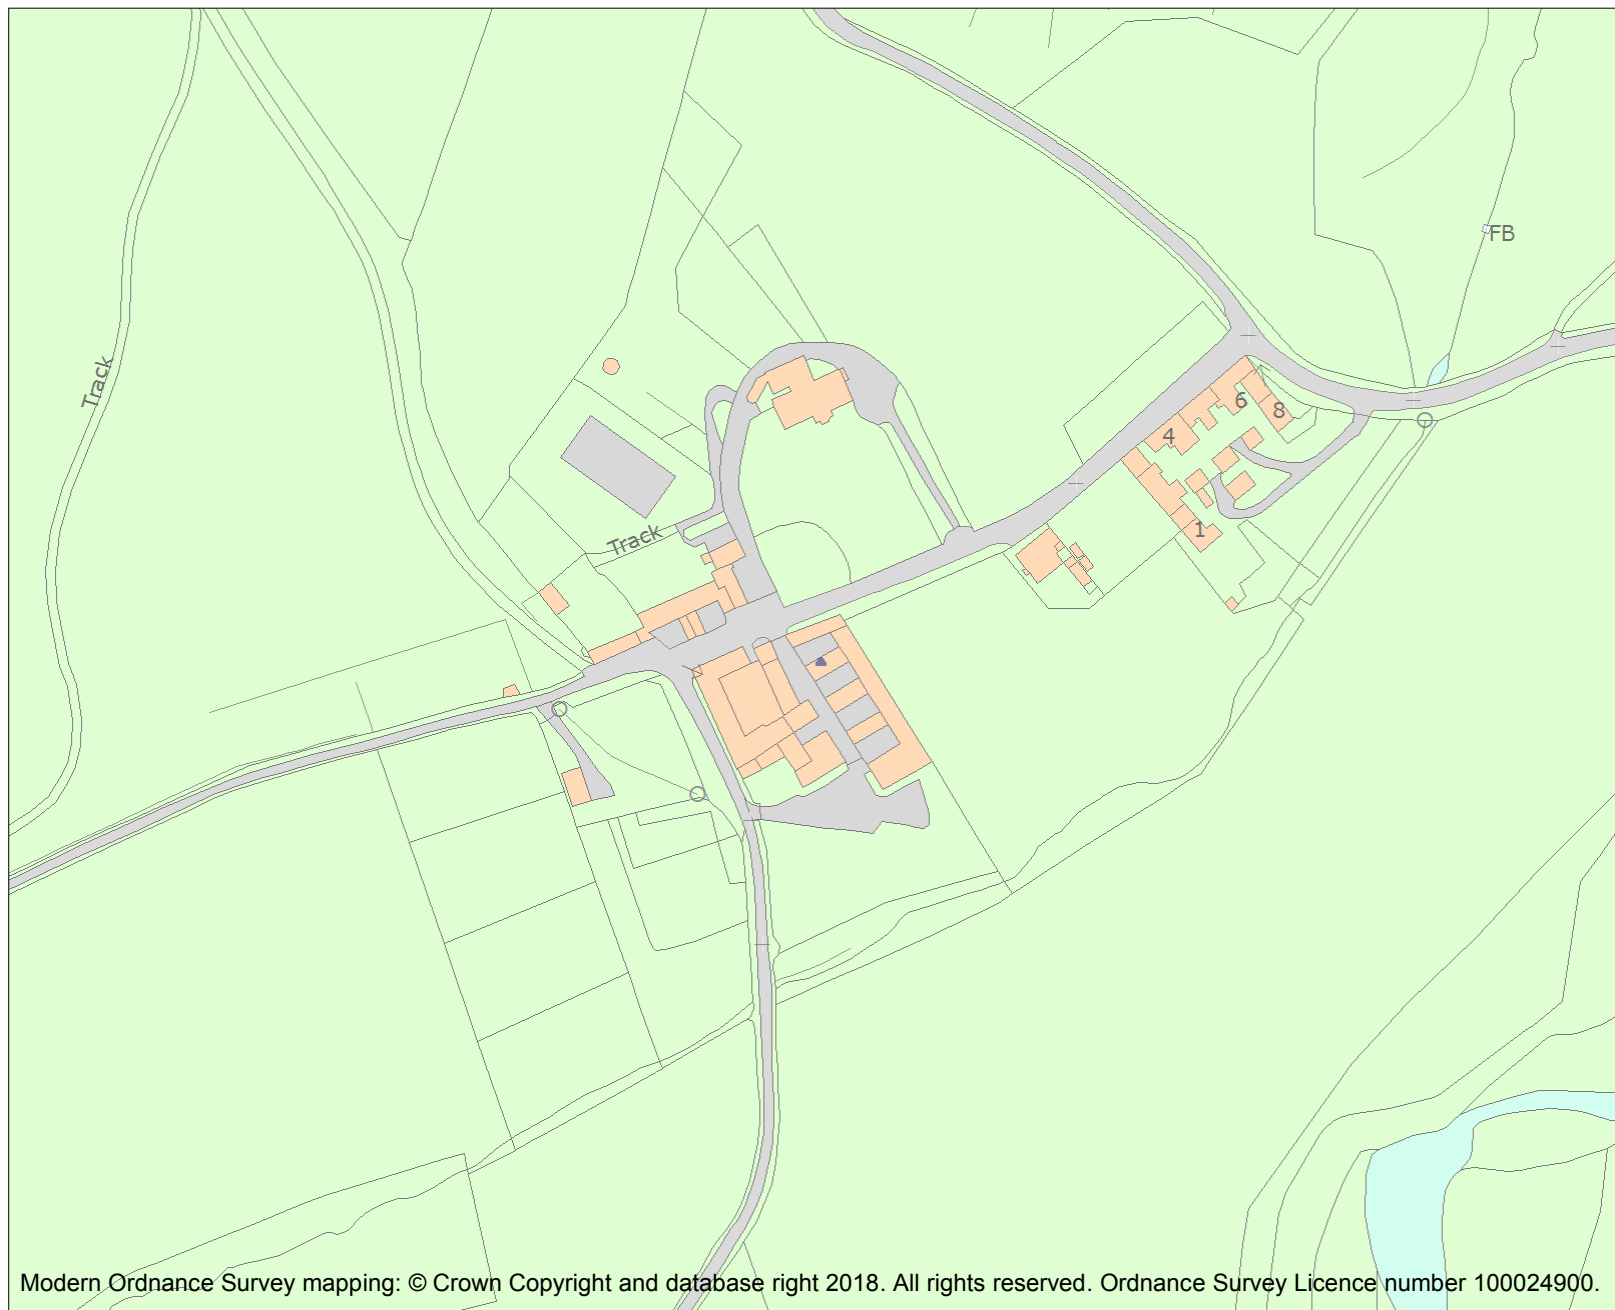 FB
Track
6
8
4
1
Track
Modern Ordnance Survey mapping: © Crown Copyright and database right 2018. All rights reserved. Ordnance Survey Licence number 100024900.